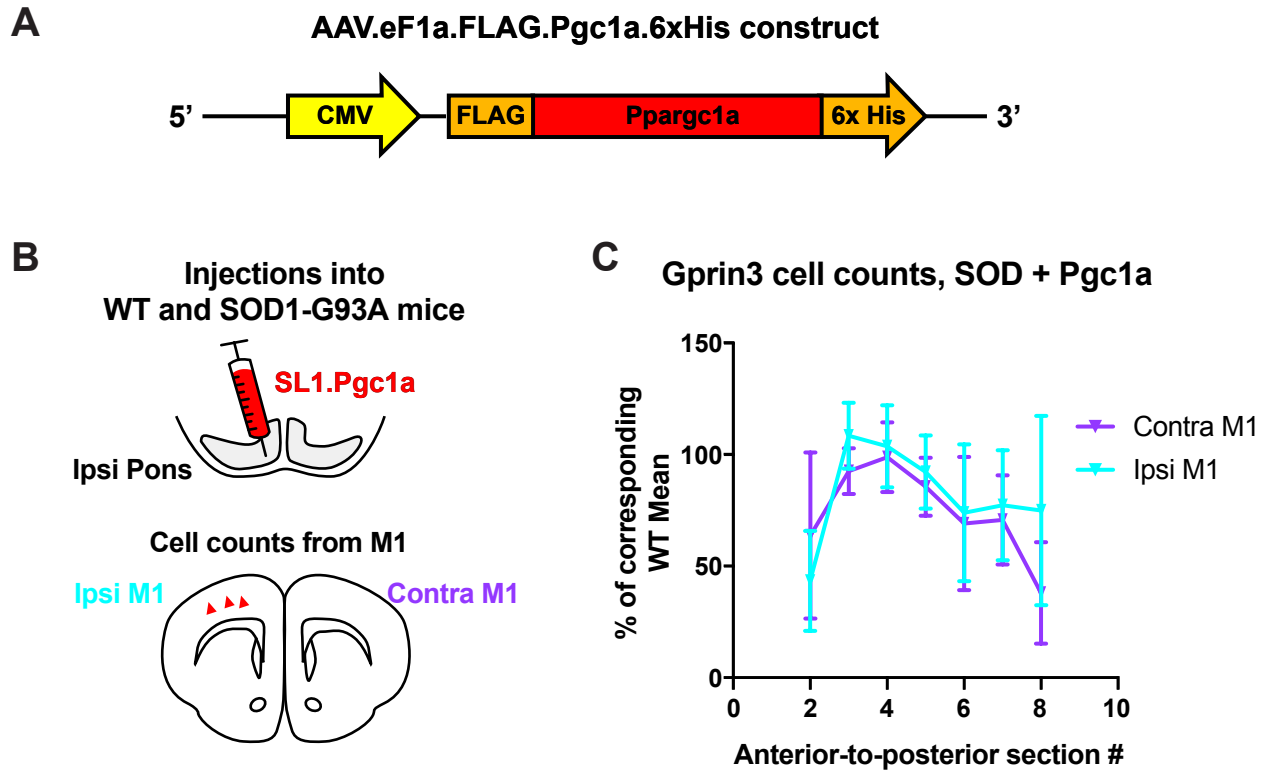 A
AAV.eF1a.FLAG.Pgc1a.6xHis construct
5’ CMV FLAG Ppargc1a 6x His 3’
B
Injections into
WT and SOD1-G93A mice
SL1.Pgc1a
Ipsi Pons
Cell counts from M1
Ipsi M1
Contra M1
C
Gprin3 cell counts, SOD + Pgc1a
% of corresponding
WT Mean
150
100
50
0
0 2 4 6 8 10
Anterior-to-posterior section #
Contra M1
Ipsi M1